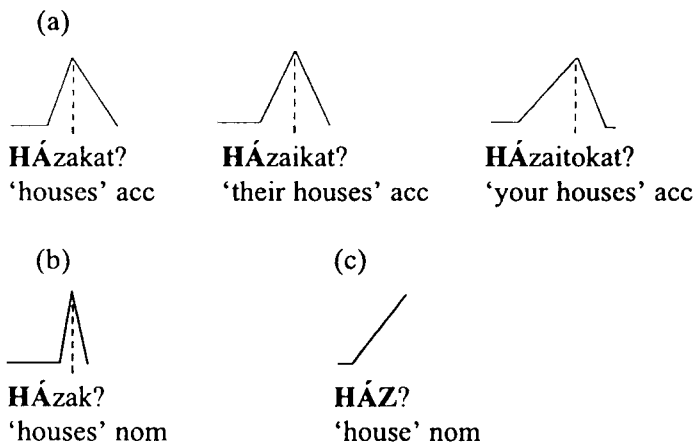 (a)
HÁzakat? HÁzaikat? HÁzaitokat?
‘houses’ acc ‘their houses’ acc ‘your houses’ acc
(b) (c)
HÁzak? HÁZ?
‘houses’ nom ‘house’ nom